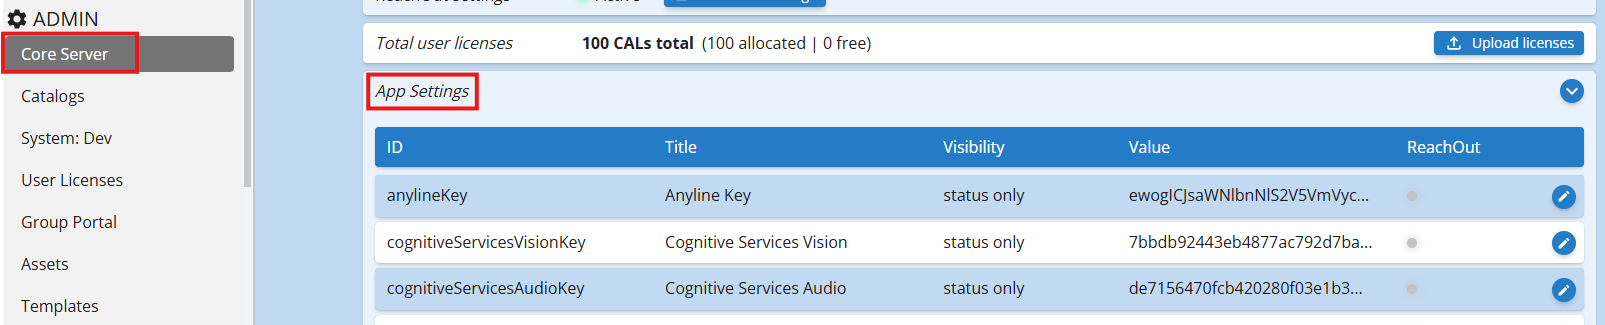 ADMIN
Core Server
Catalogs
System: Dev
User Licenses
Group Portal
Assets
Templates
Total user licenses 100 CALs total (100 allocated | 0 free) Upload licenses
App Settings
ID Title Visibility Value ReachOut
anylineKey Anyline Key status only ewogICJsaWNlbnNlS2V5VmVyc...
cognitiveServicesVisionKey Cognitive Services Vision status only 7bbdb92443eb4877ac792d7ba...
cognitiveServicesAudioKey Cognitive Services Audio status only de7156470fcb420280f03e1b3...